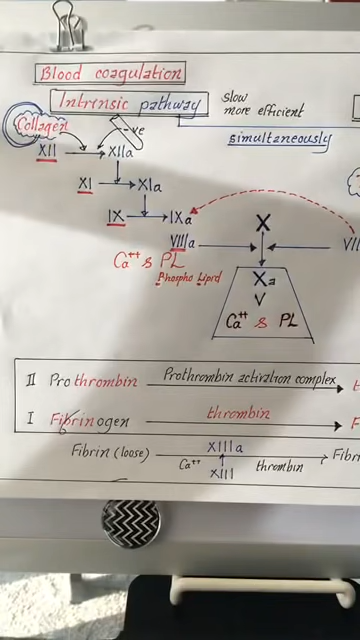 Blood coagulation
Intrinsic pathway
slow
more efficient
simultaneously
Collagen
-ve
XII XIIa
XI XIa
IX IXa
X
VIIIa
VII
Ca++ & PL
Phospho Lipid
Xa
V
Ca++ & PL
II Prothrombin Prothrombin activation complex
I Fibrinogen thrombin
Fibrin (loose) XIIIa
Ca++ XIII thrombin